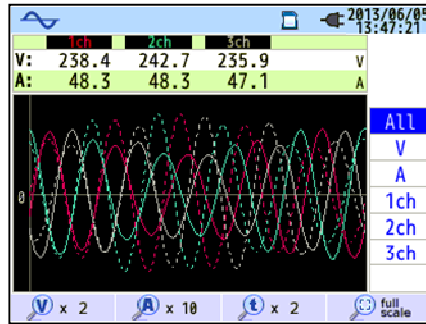 2013/06/05
13:47:21
1ch 2ch 3ch
V: 238.4 242.7 235.9 V
A: 48.3 48.3 47.1 A
All
V
A
1ch
2ch
3ch
0
V x 2 A x 10 t x 2 full scale